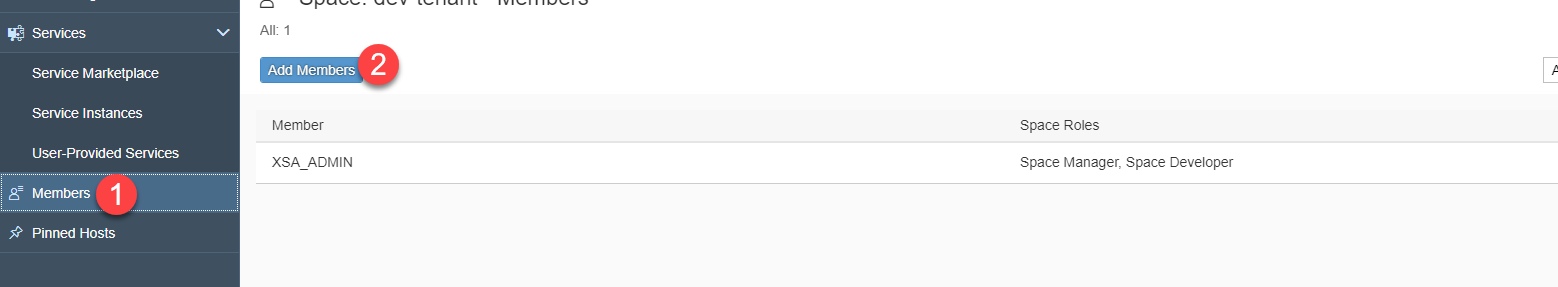 Space: dev-tenant - Members
All: 1
Services
Service Marketplace
Service Instances
User-Provided Services
Members 1
Pinned Hosts
Add Members 2
A
Member Space Roles
XSA_ADMIN Space Manager, Space Developer